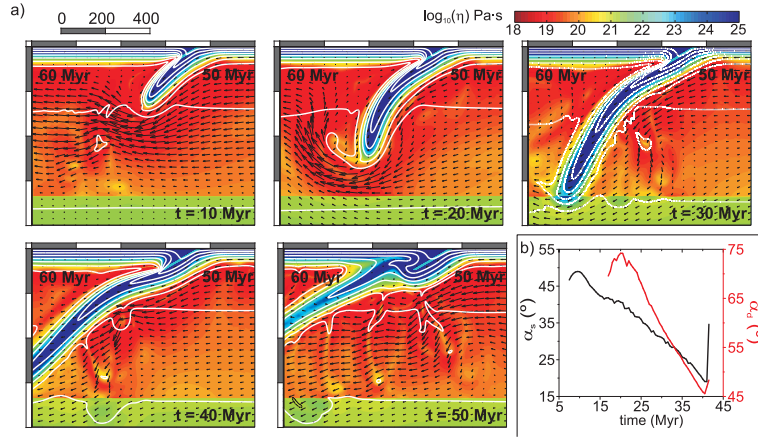 a)
0 200 400
log₁₀(η) Pa·s
18 19 20 21 22 23 24 25
60 Myr 50 Myr
t = 10 Myr
60 Myr 50 Myr
t = 20 Myr
60 Myr 50 Myr
t = 30 Myr
60 Myr 50 Myr
t = 40 Myr
60 Myr 50 Myr
t = 50 Myr
b)
55
45
35
25
15
αₛ (º)
75
65
55
45
α_d (º)
7.5 15 25 35 45
time (Myr)